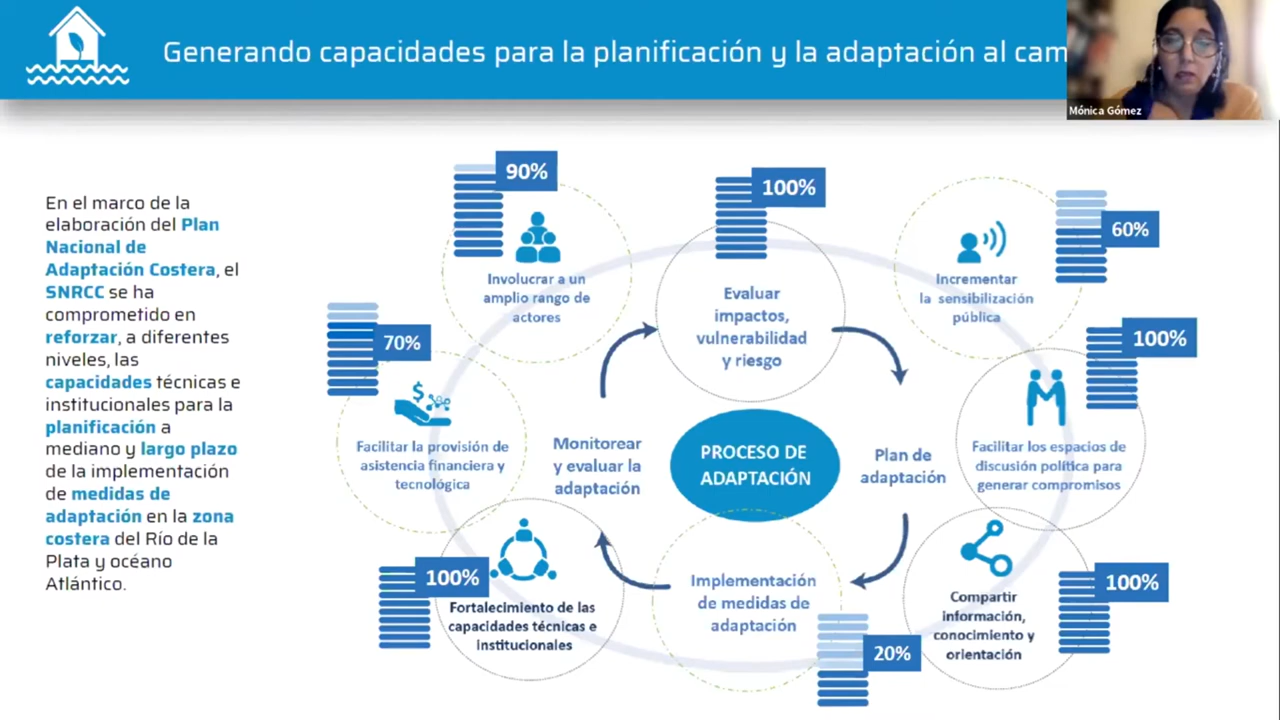 Generando capacidades para la planificación y la adaptación al cam
Mónica Gómez
En el marco de la
elaboración del Plan
Nacional de
Adaptación Costera, el
SNRCC se ha
comprometido en
reforzar, a diferentes
niveles, las
capacidades técnicas e
institucionales para la
planificación a
mediano y largo plazo
de la implementación
de medidas de
adaptación en la zona
costera del Río de la
Plata y océano
Atlántico.
90%
Involucrar a un
amplio rango de
actores
100%
Evaluar
impactos,
vulnerabilidad
y riesgo
60%
Incrementar
la sensibilización
pública
70%
Facilitar la provisión de
asistencia financiera y
tecnológica
Monitorear
y evaluar la
adaptación
PROCESO DE
ADAPTACIÓN
Plan de
adaptación
100%
Facilitar los espacios de
discusión política para
generar compromisos
100%
Fortalecimiento de las
capacidades técnicas e
institucionales
Implementación
de medidas de
adaptación
20%
100%
Compartir
información,
conocimiento y
orientación